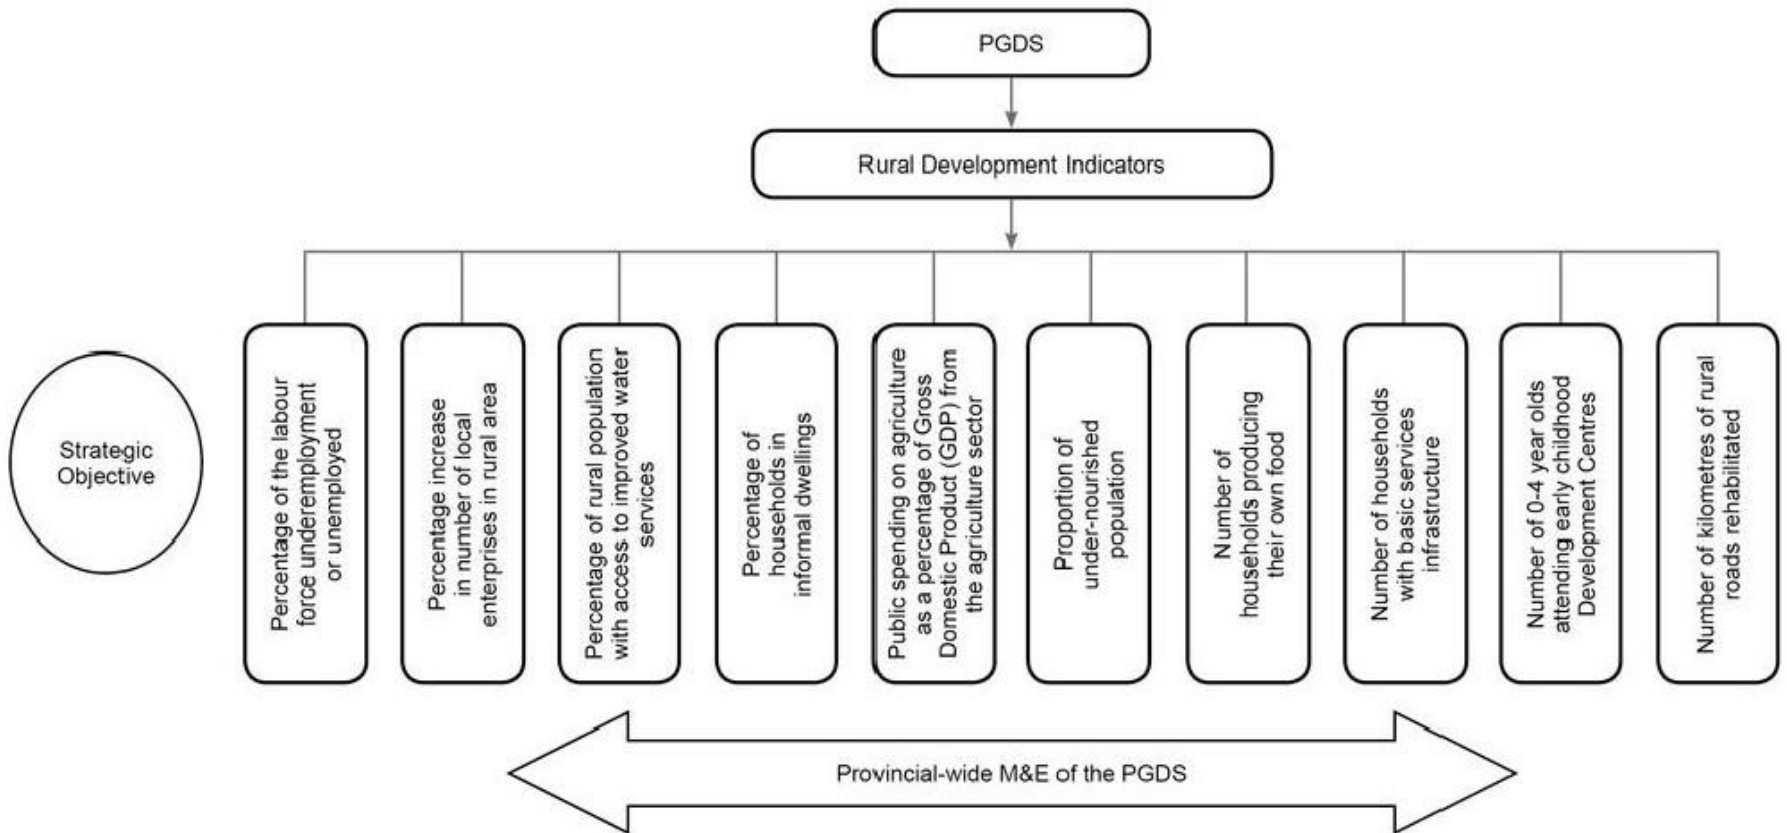 PGDS
Rural Development Indicators
Strategic
Objective
Percentage of the labour
force underemployment
or unemployed
Percentage increase
in number of local
enterprises in rural area
Percentage of rural population
with access to improved water
services
Percentage of
households in
informal dwellings
Public spending on agriculture
as a percentage of Gross
Domestic Product (GDP) from
the agriculture sector
Proportion of
under-nourished
population
Number of
households producing
their own food
Number of households
with basic services
infrastructure
Number of 0-4 year olds
attending early childhood
Development Centres
Number of kilometres of rural
roads rehabilitated
Provincial-wide M&E of the PGDS